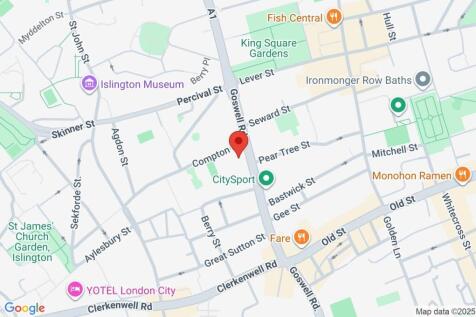 Myddelton St
St John St
A1
Fish Central
Hull St
King Square
Gardens
Berry Pl
Lever St
Islington Museum
Percival St
Goswell Rd
Ironmonger Row Baths
Skinner St
Seward St
Agdon St
Compton
Pear Tree St
Mitchell St
CitySport
Monohon Ramen
Sekforde St.
Bastwick St
Gee St
Old St
St James'
Church
Garden,
Islington
Aylesbury St
Berry St
Great Sutton St
Fare
Old St
Golden Ln
Whitecross St
YOTEL London City
Clerkenwell Rd
Clerkenwell Rd
Goswell Rd
Google
Map data ©2025